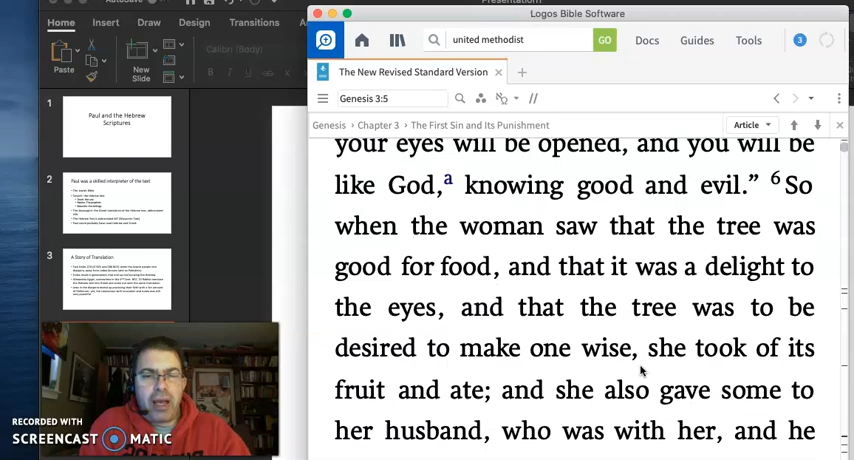 AutoSave
Presentation1
Home Insert Draw Design Transitions
Paste
New
Slide
Calibri (Body)
1
Paul and the Hebrew
Scriptures
2
Paul was a skilled interpreter of the text
3
A Story of Translation
RECORDED WITH
SCREENCAST MATIC
Logos Bible Software
united methodist
GO
Docs
Guides
Tools
3
The New Revised Standard Version
Genesis 3:5
Genesis > Chapter 3 > The First Sin and Its Punishment
Article
your eyes will be opened, and you will be
like God,a knowing good and evil.” 6 So
when the woman saw that the tree was
good for food, and that it was a delight to
the eyes, and that the tree was to be
desired to make one wise, she took of its
fruit and ate; and she also gave some to
her husband, who was with her, and he